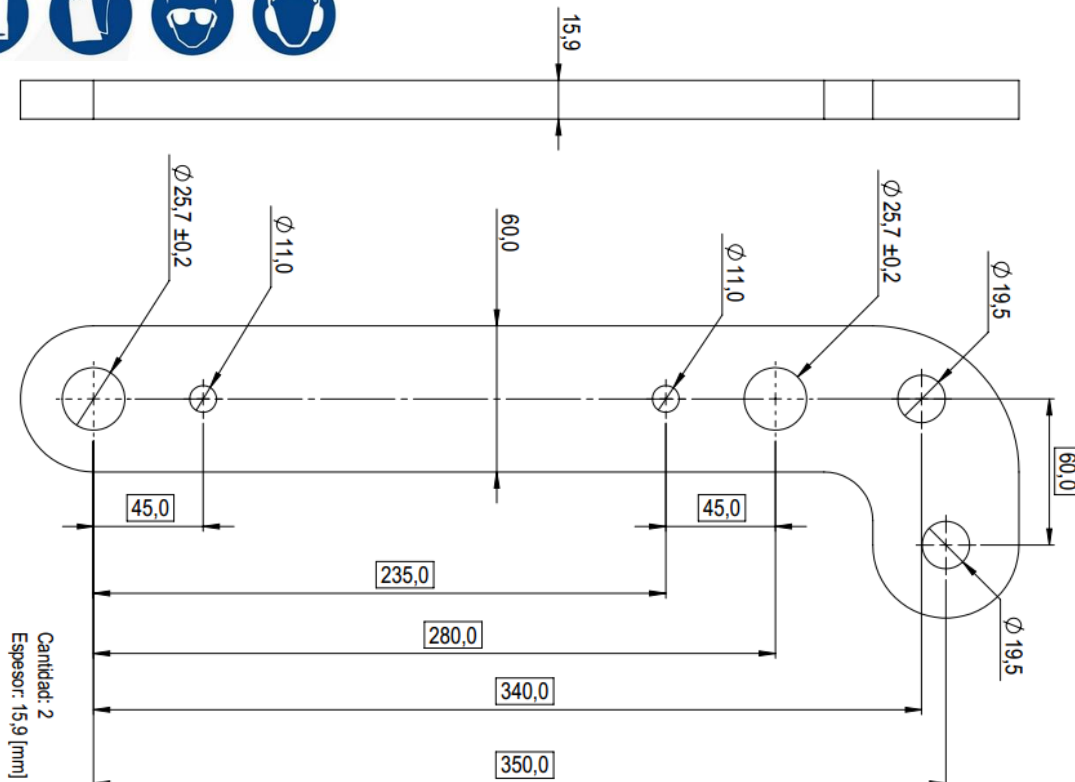 15,9
Ø 25,7 ±0,2
Ø 11,0
60,0
Ø 11,0
Ø 25,7 ±0,2
Ø 19,5
60,0
45,0
45,0
235,0
280,0
Ø 19,5
340,0
350,0
Cantidad: 2
Espesor: 15,9 [mm]